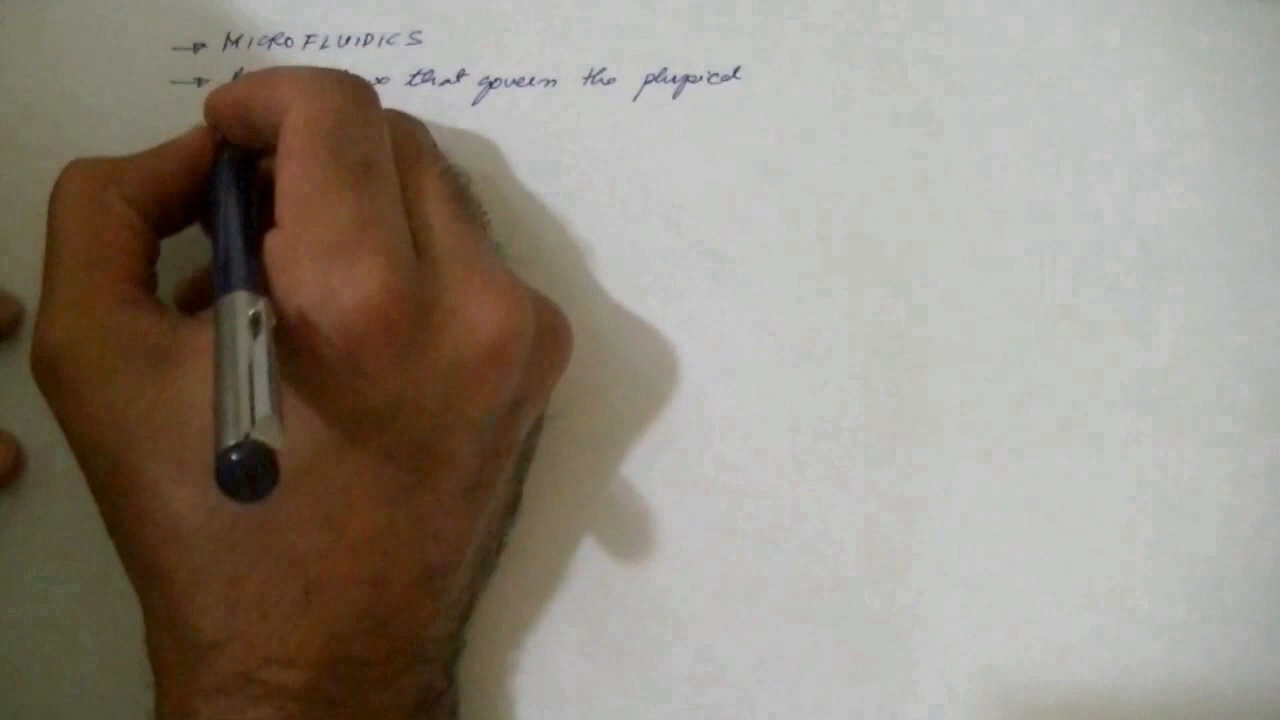 → MICROFLUIDICS
→ that govern the physical